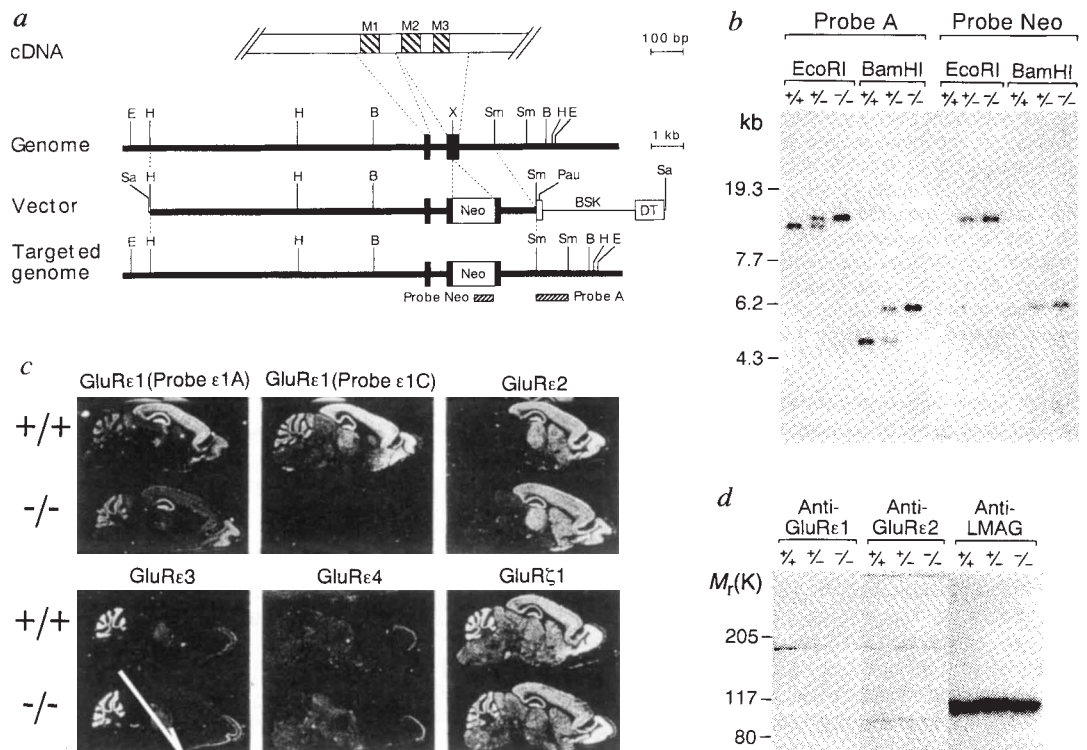 a
cDNA
M1 M2 M3
100 bp
E H H B X Sm Sm B H E
Genome
1 kb
Sa H H B Sm Pau Sa
Vector
Neo
BSK
DT
E H H B Sm Sm B H E
Targeted
genome
Neo
Probe Neo
Probe A
b
Probe A Probe Neo
EcoRI BamHI EcoRI BamHI
+/+ +/- -/- +/+ +/- -/- +/+ +/- -/- +/+ +/- -/-
kb
19.3
7.7
6.2
4.3
c
GluRε1 (Probe ε1A) GluRε1 (Probe ε1C) GluRε2
+/+
-/-
GluRε3 GluRε4 GluRζ1
+/+
-/-
d
Anti-
GluRε1
Anti-
GluRε2
Anti-
LMAG
+/+ +/- -/- +/+ +/- -/- +/+ +/- -/-
Mr(K)
205
117
80